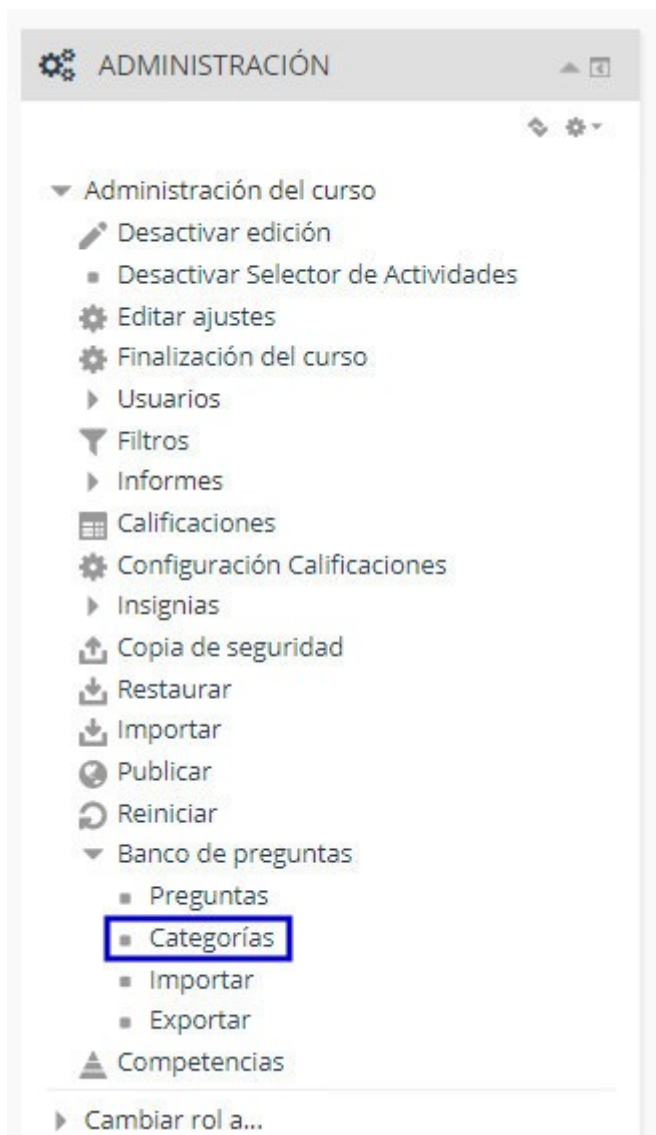 ADMINISTRACIÓN
Administración del curso
Desactivar edición
Desactivar Selector de Actividades
Editar ajustes
Finalización del curso
Usuarios
Filtros
Informes
Calificaciones
Configuración Calificaciones
Insignias
Copia de seguridad
Restaurar
Importar
Publicar
Reiniciar
Banco de preguntas
Preguntas
Categorías
Importar
Exportar
Competencias
Cambiar rol a...